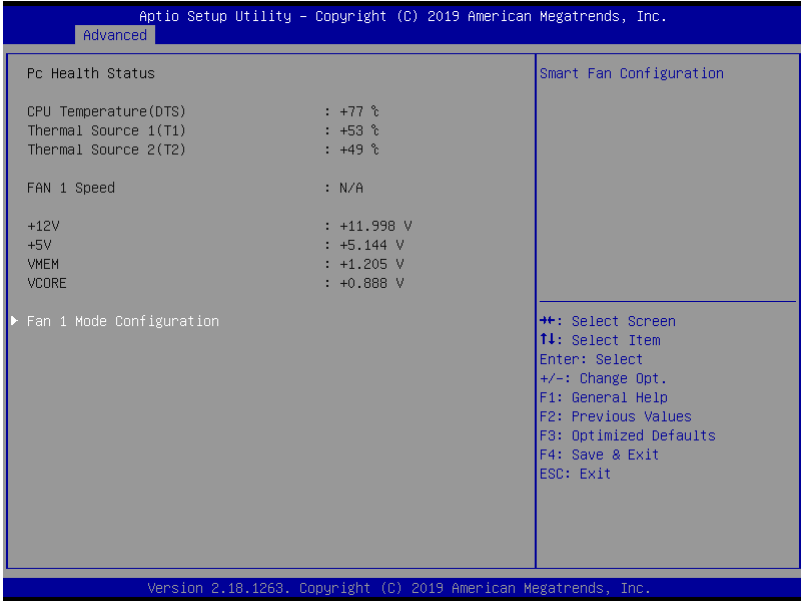 Aptio Setup Utility – Copyright (C) 2019 American Megatrends, Inc.
Advanced
Pc Health Status
CPU Temperature(DTS) : +77 ℃
Thermal Source 1(T1) : +53 ℃
Thermal Source 2(T2) : +49 ℃
FAN 1 Speed : N/A
+12V : +11.998 V
+5V : +5.144 V
VMEM : +1.205 V
VCORE : +0.888 V
▶ Fan 1 Mode Configuration
Smart Fan Configuration
→←: Select Screen
↑↓: Select Item
Enter: Select
+/-: Change Opt.
F1: General Help
F2: Previous Values
F3: Optimized Defaults
F4: Save & Exit
ESC: Exit
Version 2.18.1263. Copyright (C) 2019 American Megatrends, Inc.